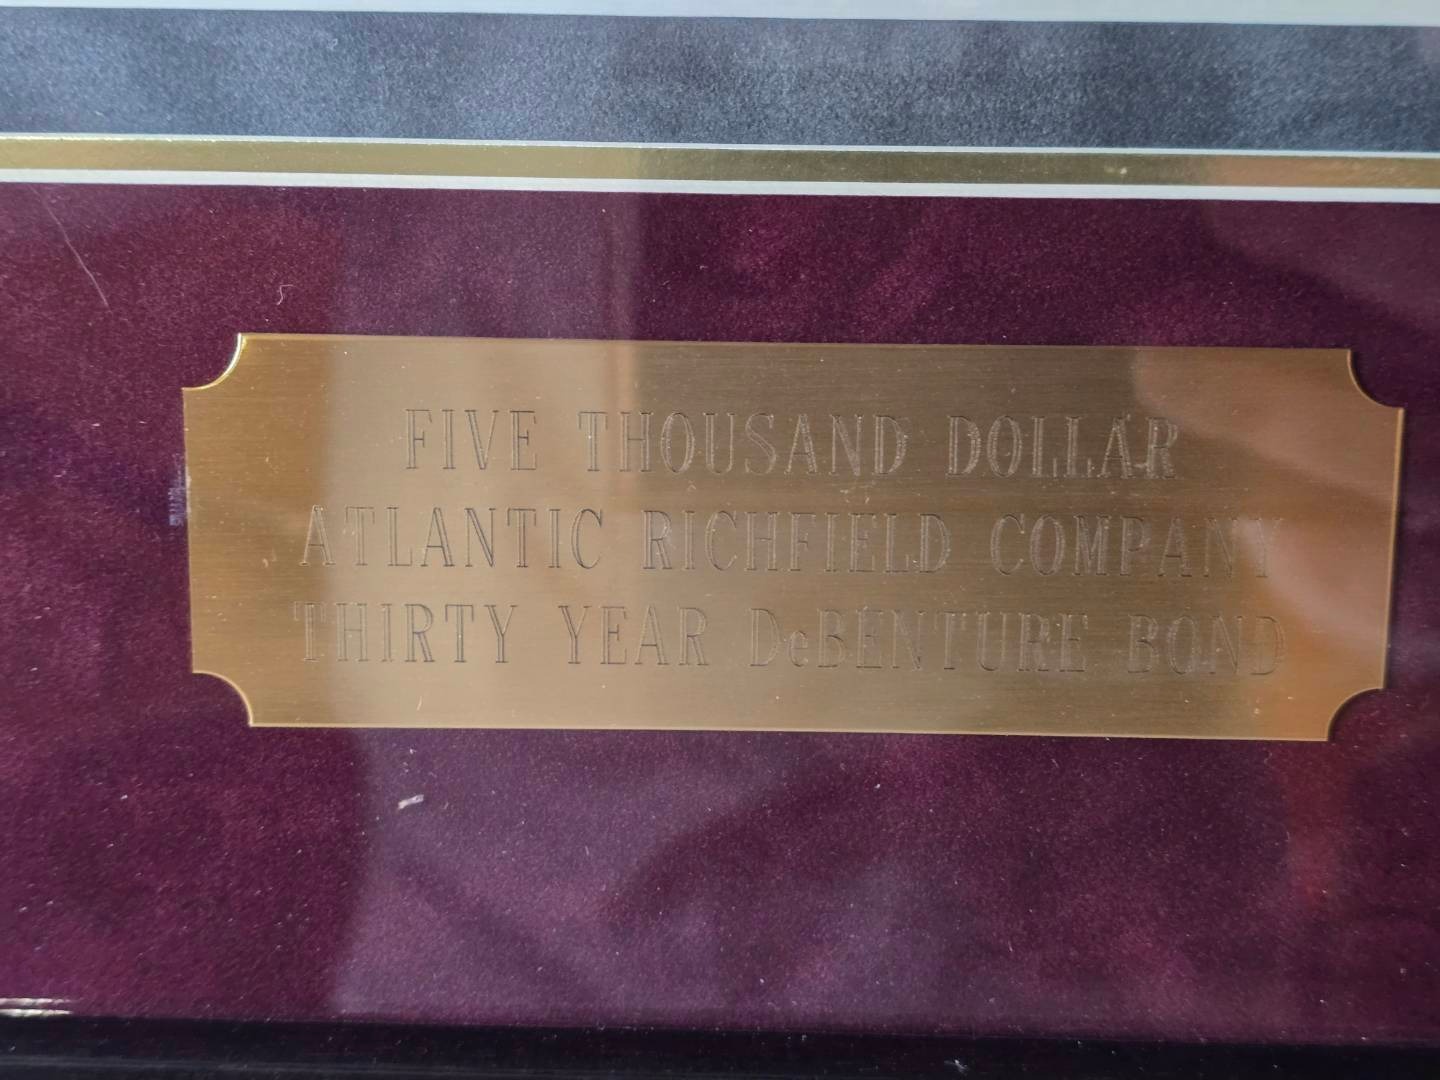 FIVE THOUSAND DOLLAR
ATLANTIC RICHFIELD COMPANY
THIRTY YEAR DeBENTURE BOND